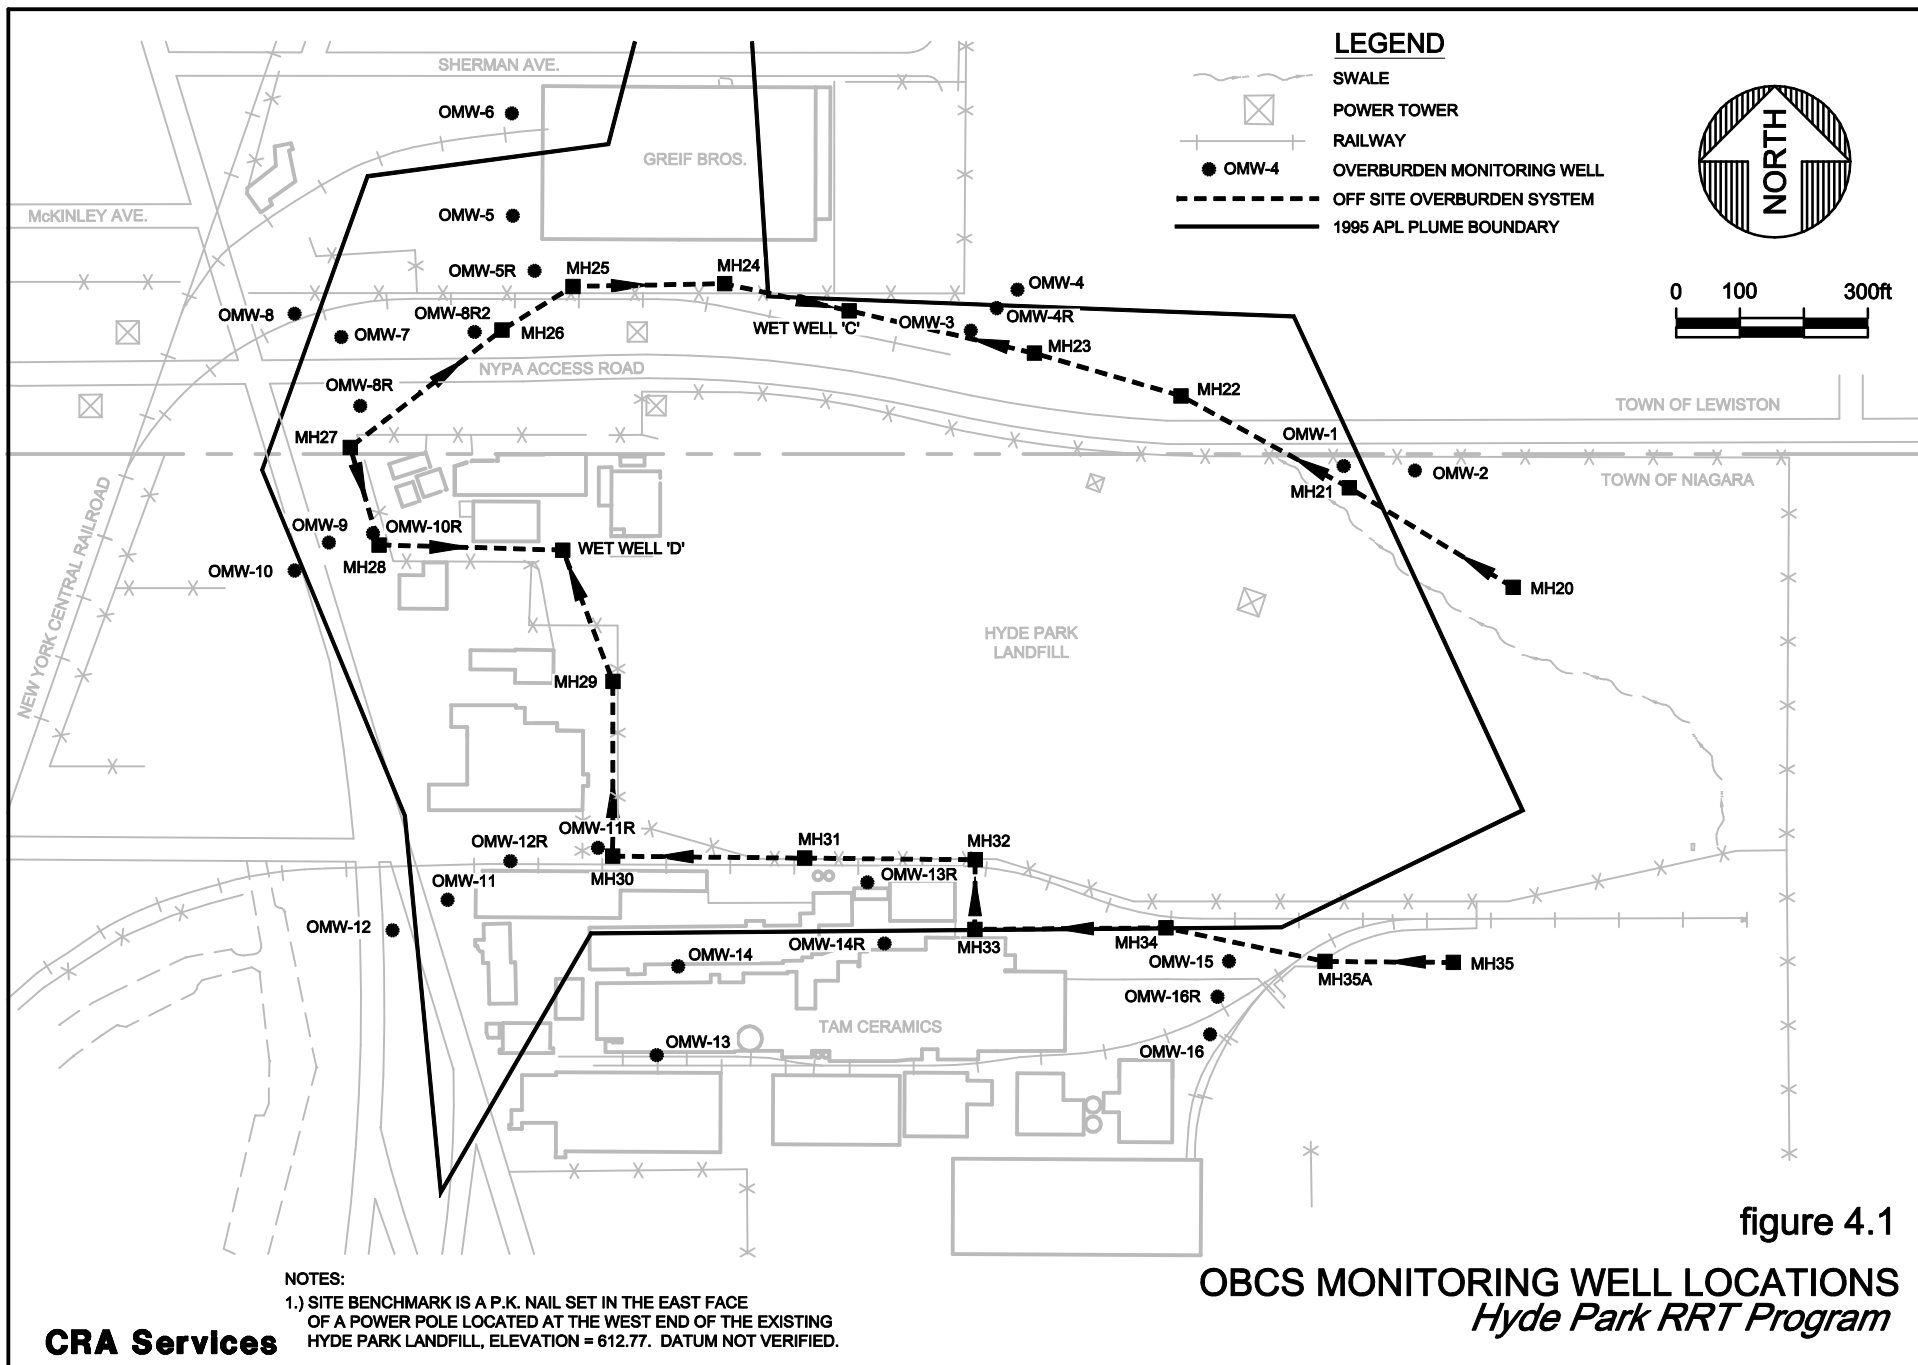 LEGEND
SWALE
POWER TOWER
RAILWAY
OMW-4
OVERBURDEN MONITORING WELL
OFF SITE OVERBURDEN SYSTEM
1995 APL PLUME BOUNDARY
NORTH
0 100 300ft
SHERMAN AVE.
OMW-6
GREIF BROS.
McKINLEY AVE.
OMW-5
OMW-5R
MH25
MH24
OMW-4
OMW-8
OMW-8R2
OMW-4R
OMW-7
MH26
WET WELL 'C'
OMW-3
MH23
NYPA ACCESS ROAD
OMW-8R
MH22
TOWN OF LEWISTON
MH27
OMW-1
OMW-2
TOWN OF NIAGARA
MH21
NEW YORK CENTRAL RAILROAD
OMW-9
OMW-10R
WET WELL 'D'
MH28
OMW-10
MH20
HYDE PARK
LANDFILL
MH29
OMW-11R
OMW-12R
MH31
MH32
MH30
OMW-13R
OMW-11
OMW-12
OMW-14R
MH33
MH34
OMW-14
OMW-15
MH35
MH35A
OMW-16R
TAM CERAMICS
OMW-13
OMW-16
figure 4.1
OBCS MONITORING WELL LOCATIONS
Hyde Park RRT Program
NOTES:
1.) SITE BENCHMARK IS A P.K. NAIL SET IN THE EAST FACE
OF A POWER POLE LOCATED AT THE WEST END OF THE EXISTING
HYDE PARK LANDFILL, ELEVATION = 612.77. DATUM NOT VERIFIED.
CRA Services